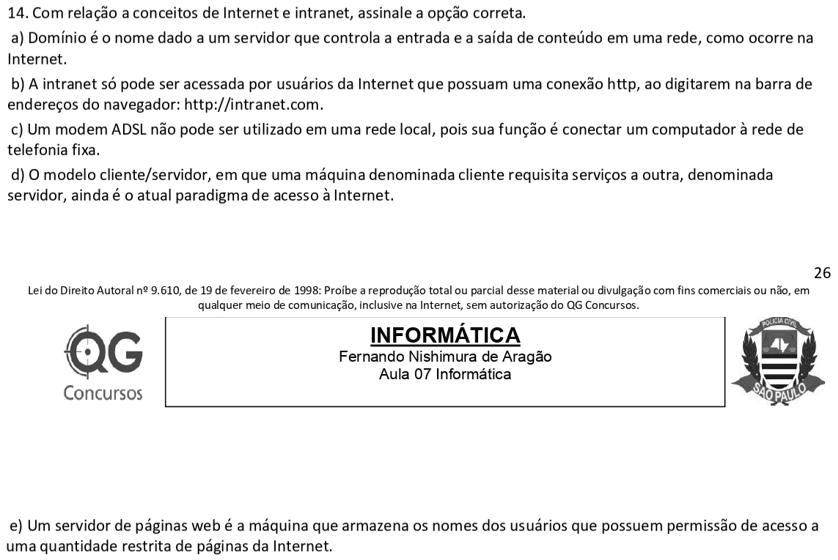 14. Com relação a conceitos de Internet e intranet, assinale a opção correta.
a) Domínio é o nome dado a um servidor que controla a entrada e a saída de conteúdo em uma rede, como ocorre na
Internet.
b) A intranet só pode ser acessada por usuários da Internet que possuam uma conexão http, ao digitarem na barra de
endereços do navegador: http://intranet.com.
c) Um modem ADSL não pode ser utilizado em uma rede local, pois sua função é conectar um computador à rede de
telefonia fixa.
d) O modelo cliente/servidor, em que uma máquina denominada cliente requisita serviços a outra, denominada
servidor, ainda é o atual paradigma de acesso à Internet.
26
Lei do Direito Autoral nº 9.610, de 19 de fevereiro de 1998: Proíbe a reprodução total ou parcial desse material ou divulgação com fins comerciais ou não, em
qualquer meio de comunicação, inclusive na Internet, sem autorização do QG Concursos.
QG
Concursos
INFORMÁTICA
Fernando Nishimura de Aragão
Aula 07 Informática
POLÍCIA CIVIL
SÃO PAULO
e) Um servidor de páginas web é a máquina que armazena os nomes dos usuários que possuem permissão de acesso a
uma quantidade restrita de páginas da Internet.